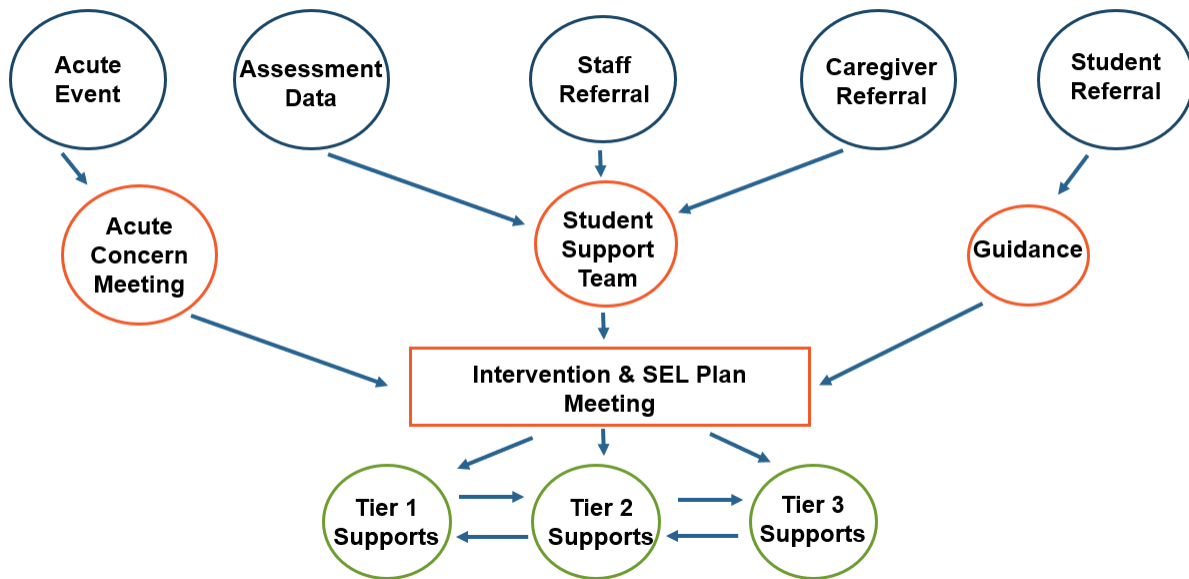 Acute
Event
Assessment
Data
Staff
Referral
Caregiver
Referral
Student
Referral
Acute
Concern
Meeting
Student
Support
Team
Guidance
Intervention & SEL Plan
Meeting
Tier 1
Supports
Tier 2
Supports
Tier 3
Supports